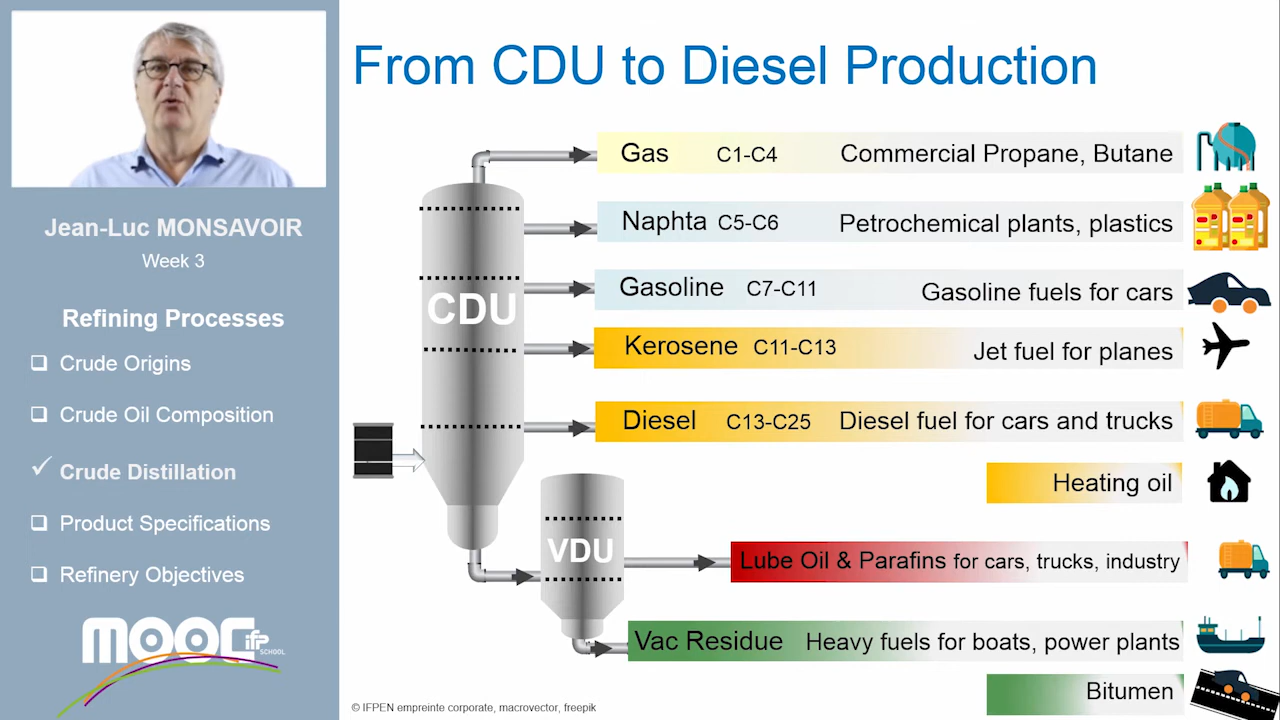 From CDU to Diesel Production
Jean-Luc MONSAVOIR
Week 3
Refining Processes
Crude Origins
Crude Oil Composition
Crude Distillation
Product Specifications
Refinery Objectives
MOOC ifp SCHOOL
Gas C1-C4 Commercial Propane, Butane
Naphta C5-C6 Petrochemical plants, plastics
Gasoline C7-C11 Gasoline fuels for cars
CDU
Kerosene C11-C13 Jet fuel for planes
Diesel C13-C25 Diesel fuel for cars and trucks
Heating oil
VDU
Lube Oil & Parafins for cars, trucks, industry
Vac Residue Heavy fuels for boats, power plants
Bitumen
© IFPEN empreinte corporate, macrovector, freepik